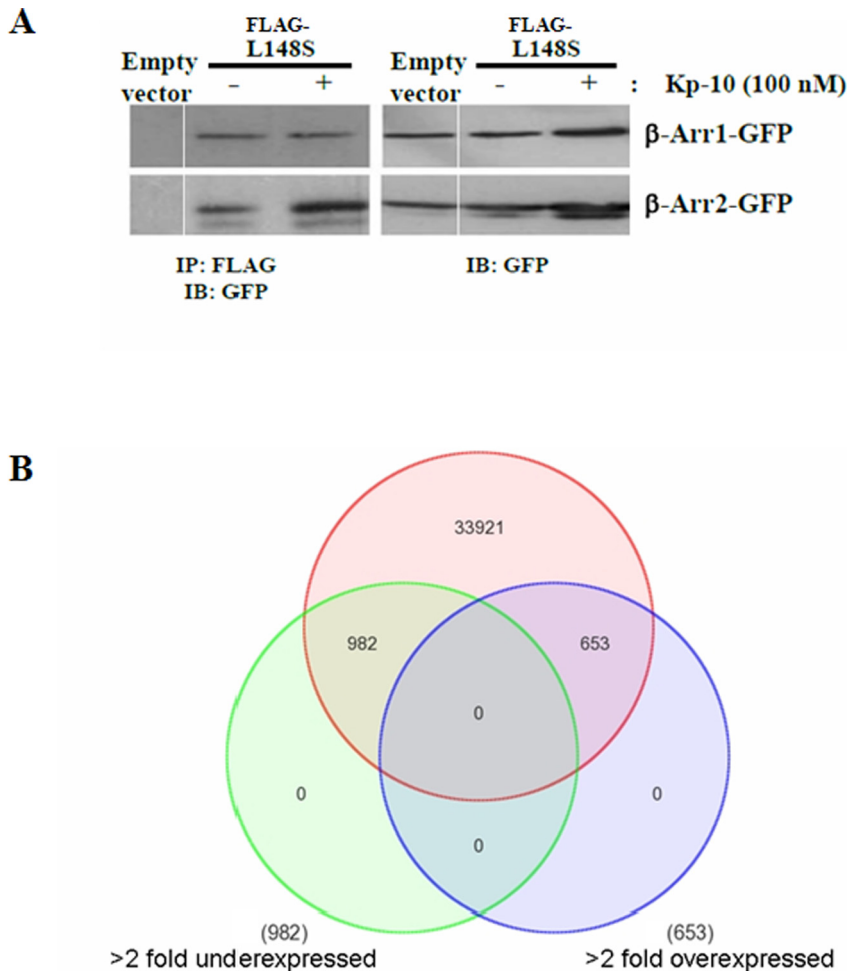 A
FLAG-
L148S
FLAG-
L148S
Empty
vector
- +
Empty
vector
- + : Kp-10 (100 nM)
β-Arr1-GFP
β-Arr2-GFP
IP: FLAG
IB: GFP
IB: GFP
B
33921
982
653
0
0
0
0
(982)
>2 fold underexpressed
(653)
>2 fold overexpressed